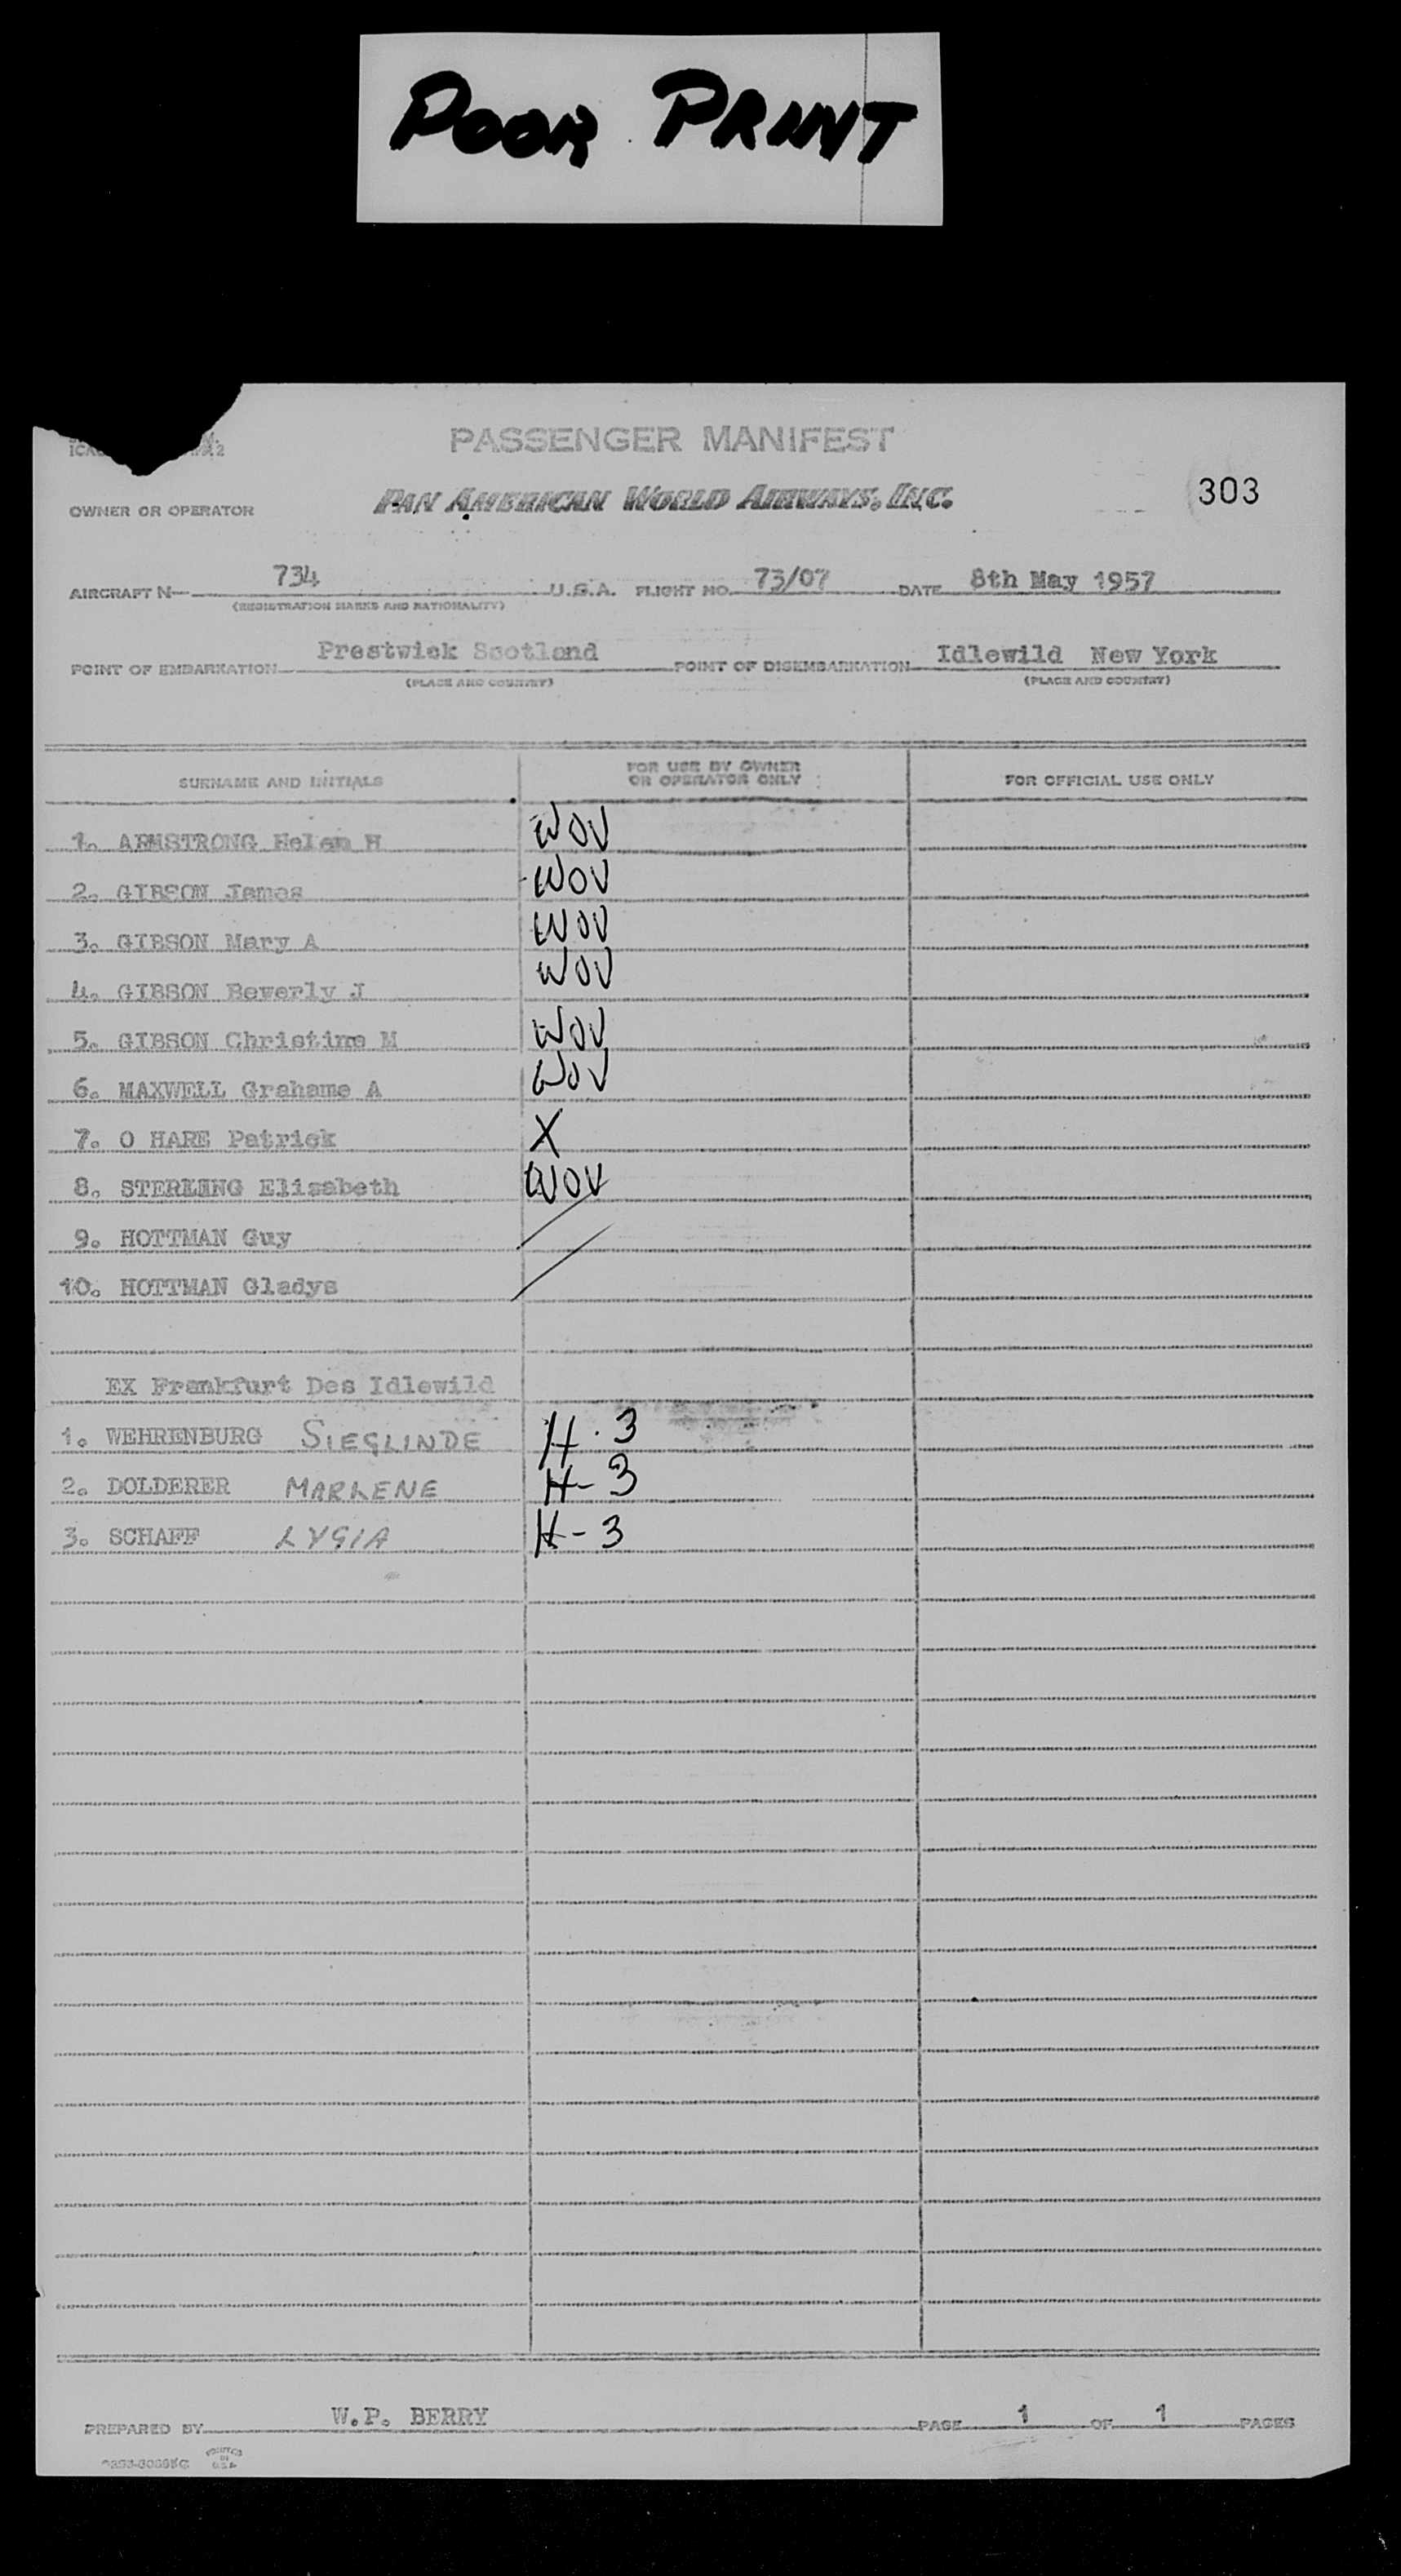 POOR PRINT
PASSENGER MANIFEST
OWNER OR OPERATOR PAN AMERICAN WORLD AIRWAYS, INC. 303
AIRCRAFT N— 734 U.S.A. FLIGHT NO. 73/07 DATE 8th May 1957
(REGISTRATION MARKS AND NATIONALITY)
POINT OF EMBARKATION Prestwick Scotland POINT OF DISEMBARKATION Idlewild New York
(PLACE AND COUNTRY) (PLACE AND COUNTRY)
SURNAME AND INITIALS FOR USE BY OWNER OR OPERATOR ONLY FOR OFFICIAL USE ONLY
1. ARMSTRONG Helen H WOV
2. GIBSON James WOV
3. GIBSON Mary A WOV
4. GIBSON Beverly J WOV
5. GIBSON Christine M WOV
6. MAXWELL Grahame A WOV
7. O HARE Patrick X
8. STERLING Elisabeth WOV
9. HOTTMAN Guy /
10. HOTTMAN Gladys /
EX Frankfurt Des Idlewild
1. WEHRENBURG SIEGLINDE H-3
2. DOLDERER MARLENE H-3
3. SCHAFF LYGIA H-3
PREPARED BY W.P. BERRY PAGE 1 OF 1 PAGES
PRINTED IN U.S.A.